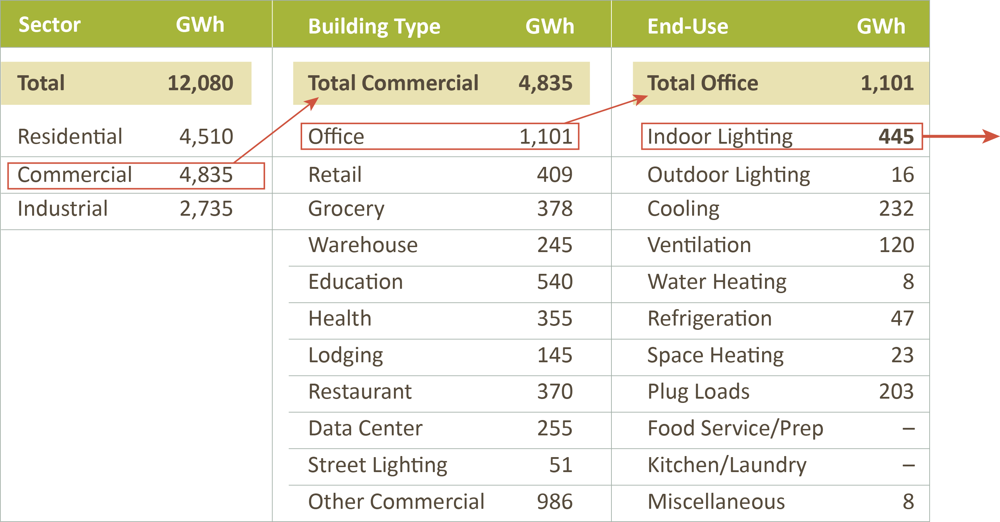 Sector GWh Building Type GWh End-Use GWh
Total 12,080 Total Commercial 4,835 Total Office 1,101
Residential 4,510 Office 1,101 Indoor Lighting 445
Commercial 4,835 Retail 409 Outdoor Lighting 16
Industrial 2,735 Grocery 378 Cooling 232
Warehouse 245 Ventilation 120
Education 540 Water Heating 8
Health 355 Refrigeration 47
Lodging 145 Space Heating 23
Restaurant 370 Plug Loads 203
Data Center 255 Food Service/Prep –
Street Lighting 51 Kitchen/Laundry –
Other Commercial 986 Miscellaneous 8